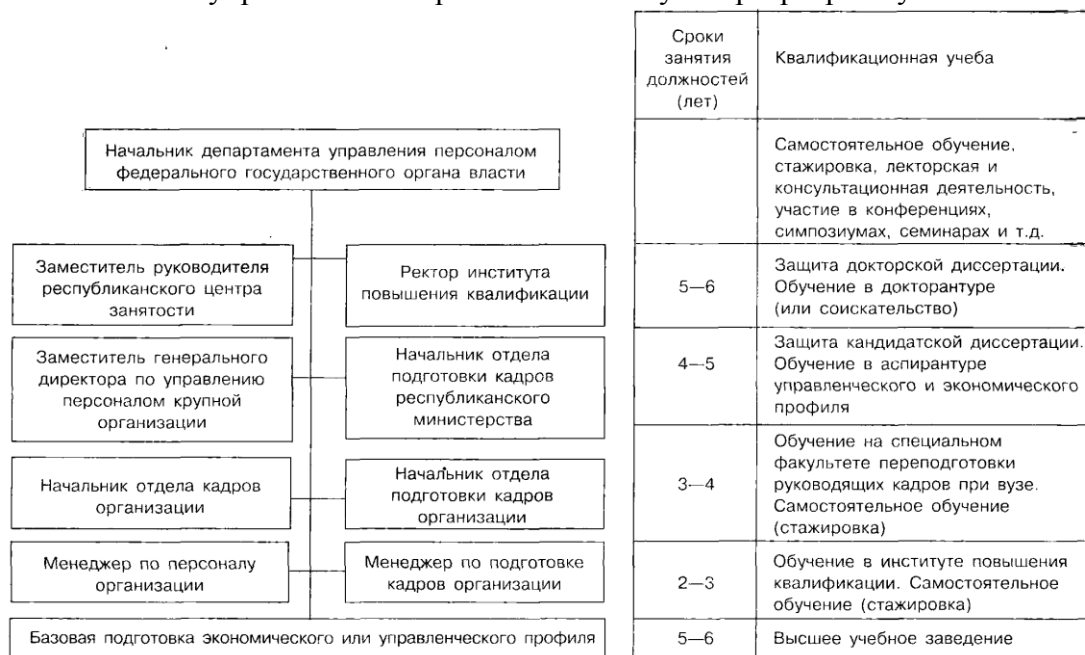 Сроки
занятия
должностей
(лет)
Квалификационная учеба
Начальник департамента управления персоналом
федерального государственного органа власти
Самостоятельное обучение,
стажировка, лекторская и
консультационная деятельность,
участие в конференциях,
симпозиумах, семинарах и т.д.
Заместитель руководителя
республиканского центра
занятости
Ректор института
повышения квалификации
5—6
Защита докторской диссертации.
Обучение в докторантуре
(или соискательство)
Заместитель генерального
директора по управлению
персоналом крупной
организации
Начальник отдела
подготовки кадров
республиканского
министерства
4—5
Защита кандидатской диссертации.
Обучение в аспирантуре
управленческого и экономического
профиля
Начальник отдела кадров
организации
Начальник отдела
подготовки кадров
организации
3—4
Обучение на специальном
факультете переподготовки
руководящих кадров при вузе.
Самостоятельное обучение
(стажировка)
Менеджер по персоналу
организации
Менеджер по подготовке
кадров организации
2—3
Обучение в институте повышения
квалификации. Самостоятельное
обучение (стажировка)
Базовая подготовка экономического или управленческого профиля
5—6
Высшее учебное заведение